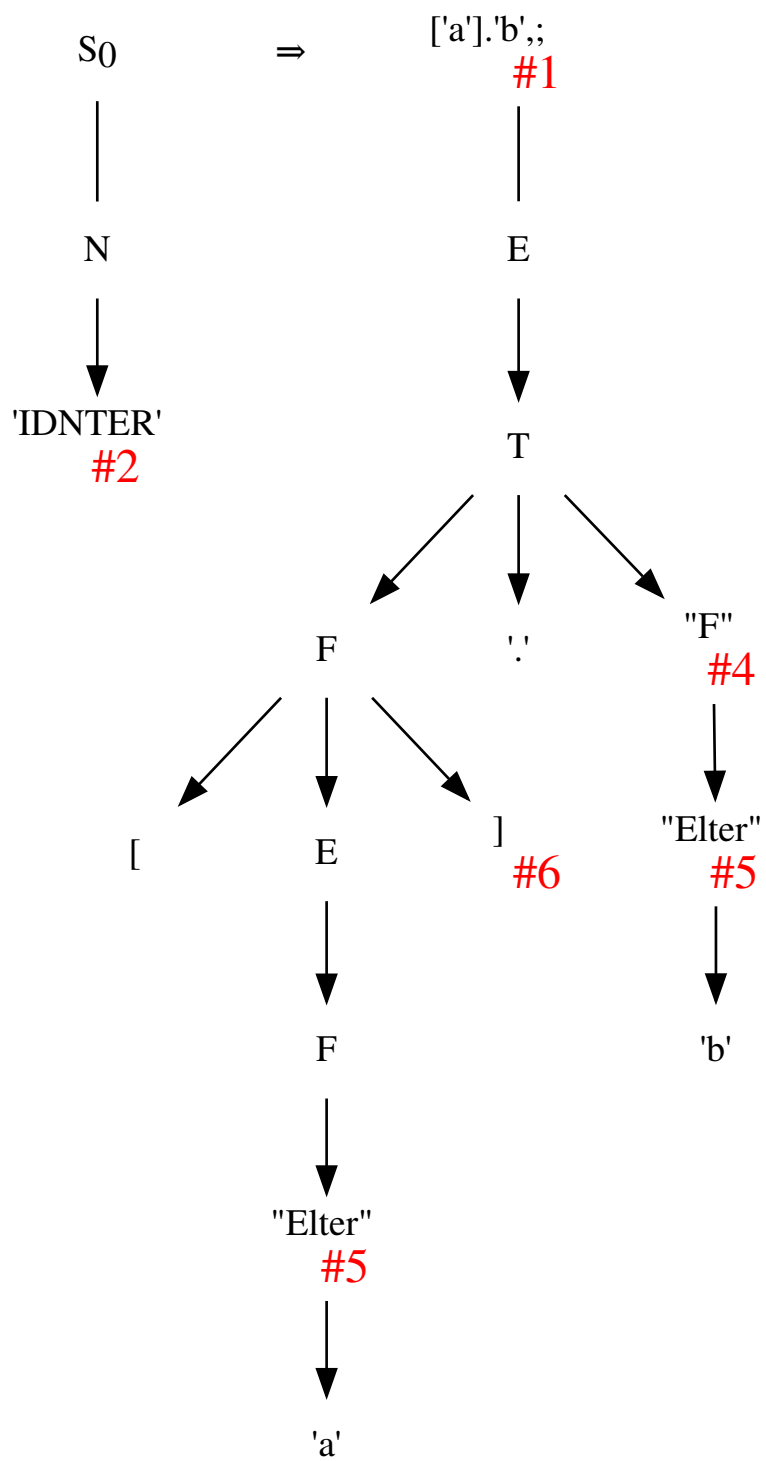 S0 ⇒ ['a'].'b',;
#1
N E
'IDNTER'
#2
T
F '.' "F"
#4
[ E ]
#6
"Elter"
#5
F 'b'
"Elter"
#5
'a'